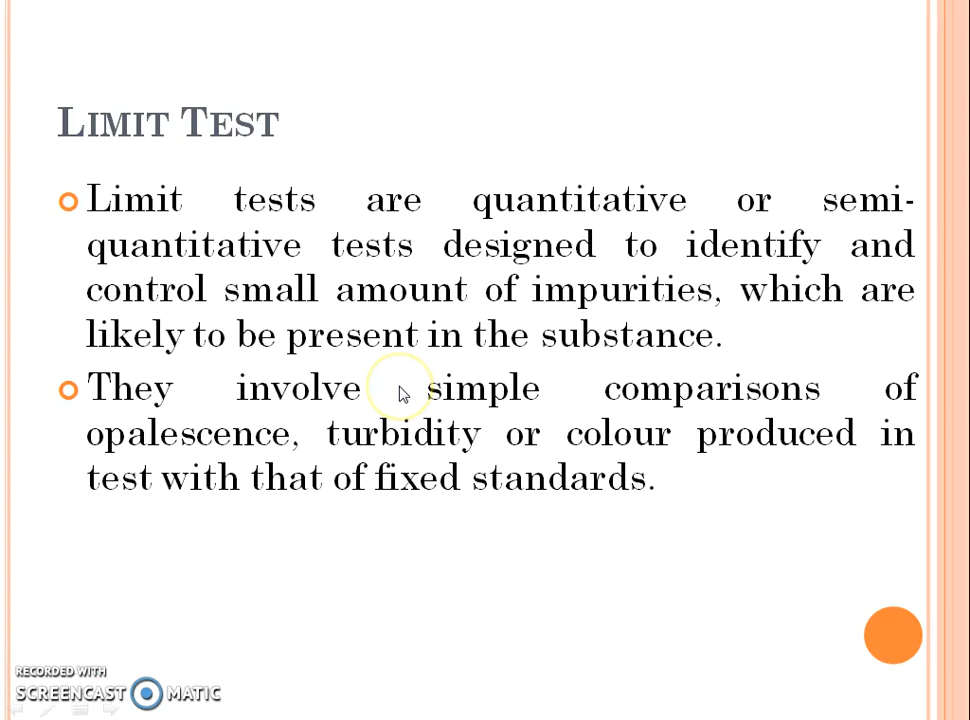 LIMIT TEST
Limit tests are quantitative or semi-
quantitative tests designed to identify and
control small amount of impurities, which are
likely to be present in the substance.
They involve simple comparisons of
opalescence, turbidity or colour produced in
test with that of fixed standards.
RECORDED WITH
SCREENCAST MATIC